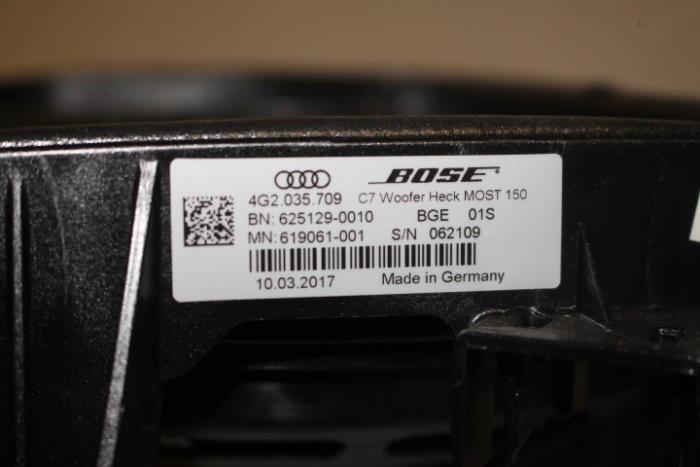 BOSE®
4G2.035.709 C7 Woofer Heck MOST 150
BN: 625129-0010 BGE 01S
MN: 619061-001 S/N 062109
10.03.2017 Made in Germany